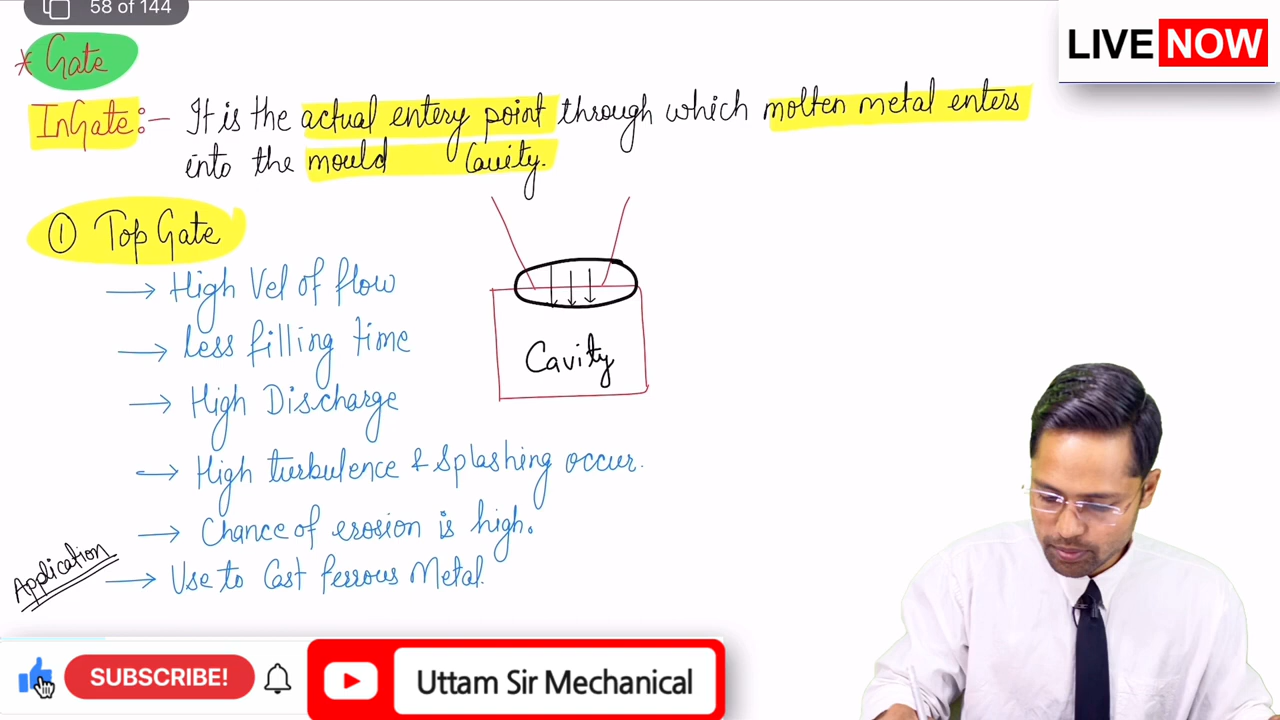 58 of 144
LIVE NOW
* Gate
InGate:- It is the actual entery point through which molten metal enters
into the mould Cavity.
① Top Gate
→ High Vel of flow
→ less filling time
→ High Discharge
→ High turbulence & Splashing occur.
→ Chance of erosion is high.
Application → Use to Cast ferrous Metal.
Cavity
SUBSCRIBE!
Uttam Sir Mechanical